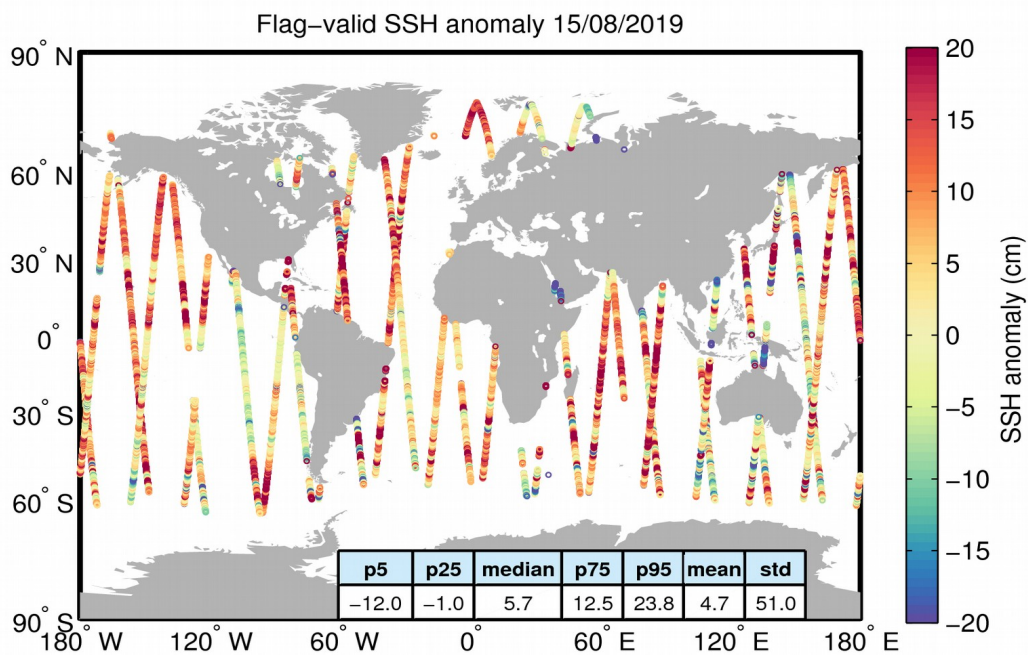 Flag−valid SSH anomaly 15/08/2019
90° N
60° N
30° N
0°
30° S
60° S
90° S
180° W
120° W
60° W
0°
60° E
120° E
180° E
p5 p25 median p75 p95 mean std
−12.0 −1.0 5.7 12.5 23.8 4.7 51.0
20
15
10
5
0
−5
−10
−15
−20
SSH anomaly (cm)